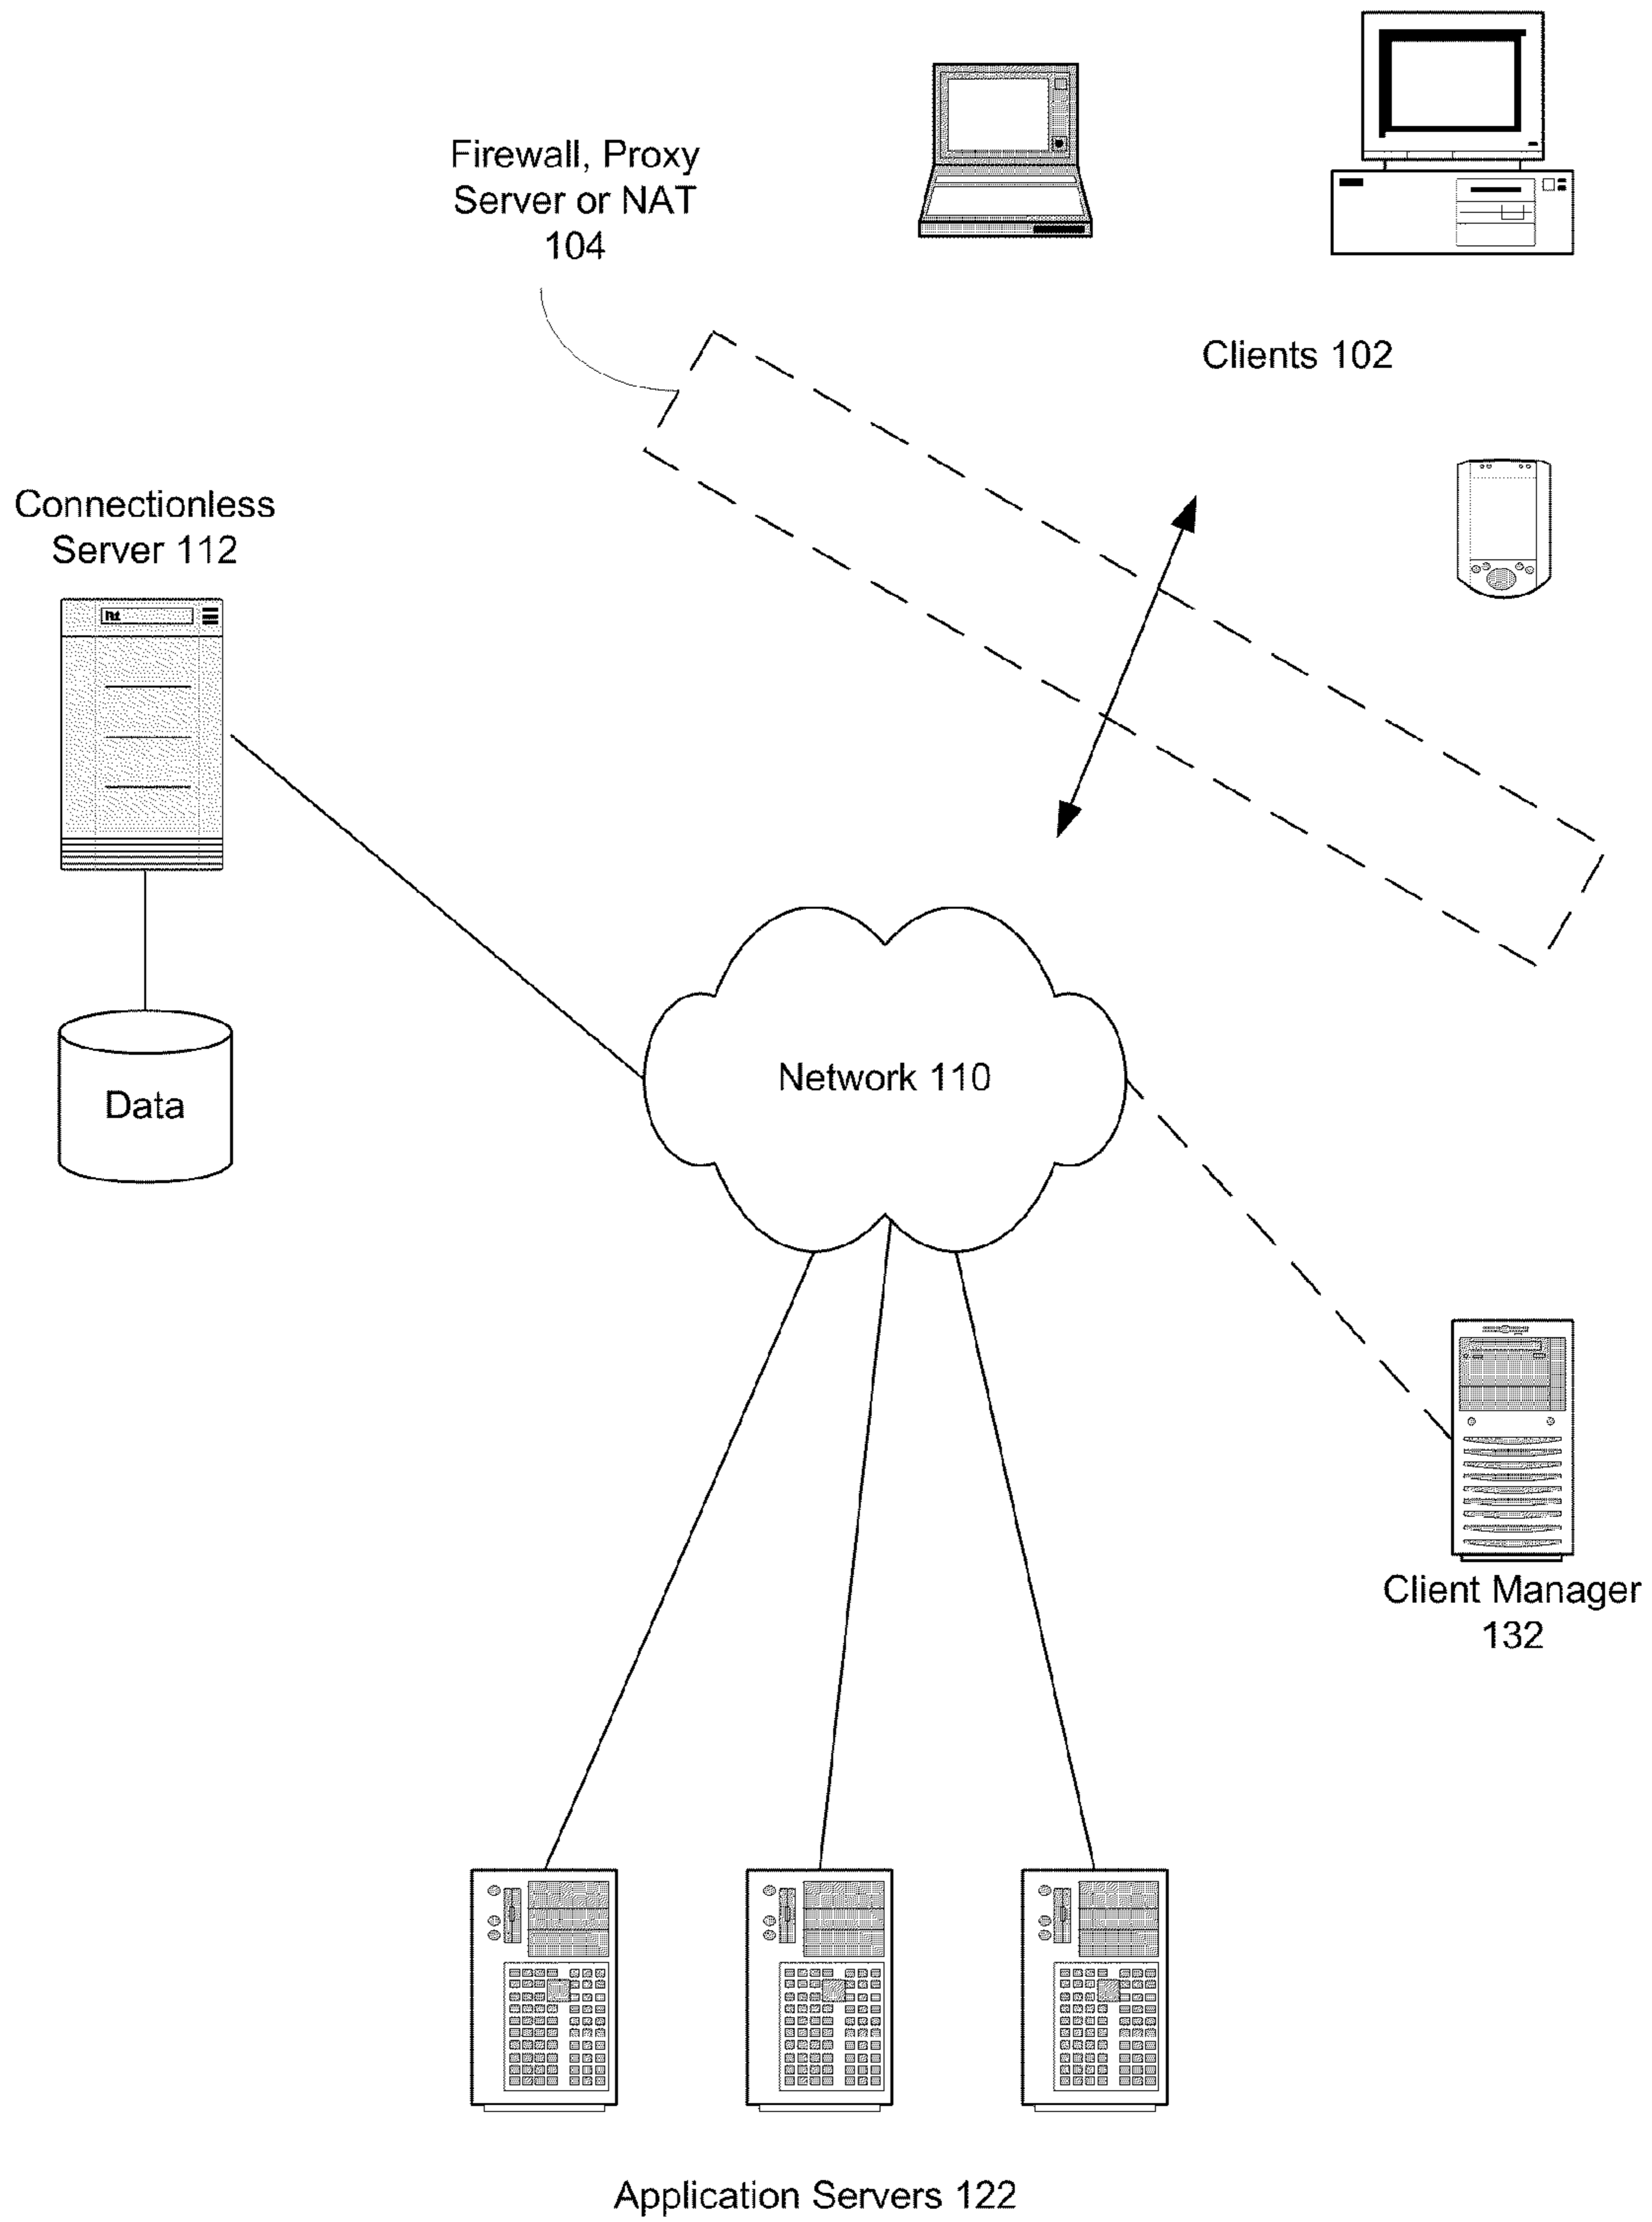 Firewall, Proxy
Server or NAT
104
Clients 102
Connectionless
Server 112
Data
Network 110
Client Manager
132
Application Servers 122